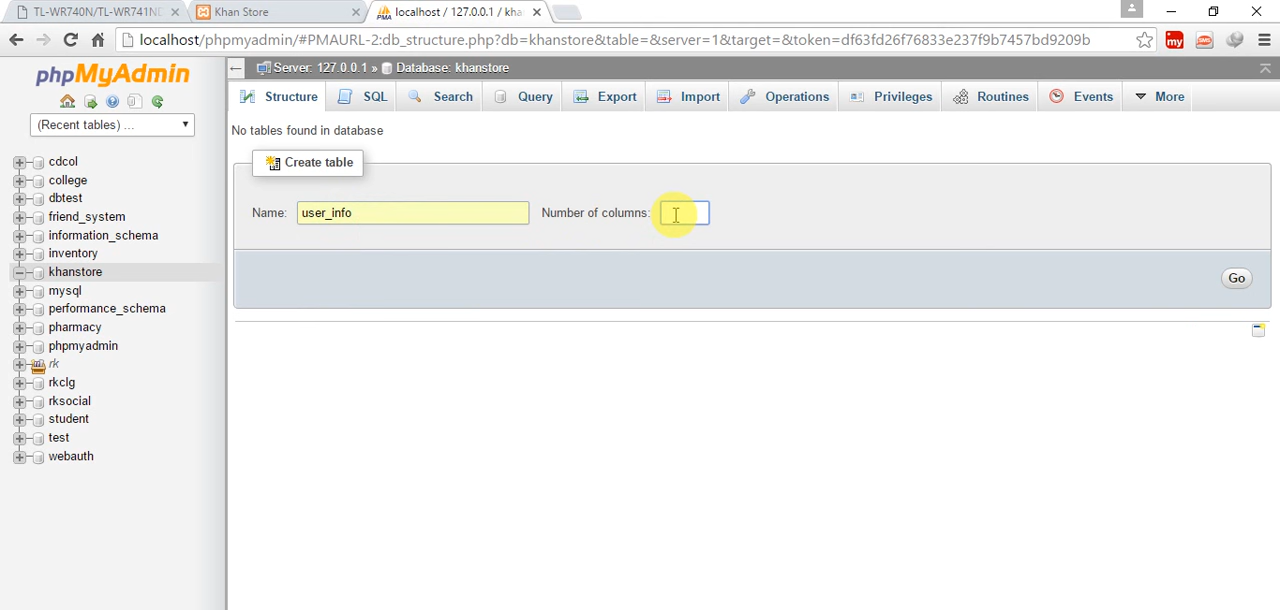 TL-WR740N/TL-WR741ND
Khan Store
localhost / 127.0.0.1 / kha
localhost/phpmyadmin/#PMAURL-2:db_structure.php?db=khanstore&table=&server=1&target=&token=df63fd26f76833e237f9b7457bd9209b
my
SMS
phpMyAdmin
Server: 127.0.0.1 » Database: khanstore
Structure SQL Search Query Export Import Operations Privileges Routines Events More
(Recent tables) ...
No tables found in database
Create table
Name: user_info Number of columns:
Go
cdcol
college
dbtest
friend_system
information_schema
inventory
khanstore
mysql
performance_schema
pharmacy
phpmyadmin
rk
rkclg
rksocial
student
test
webauth